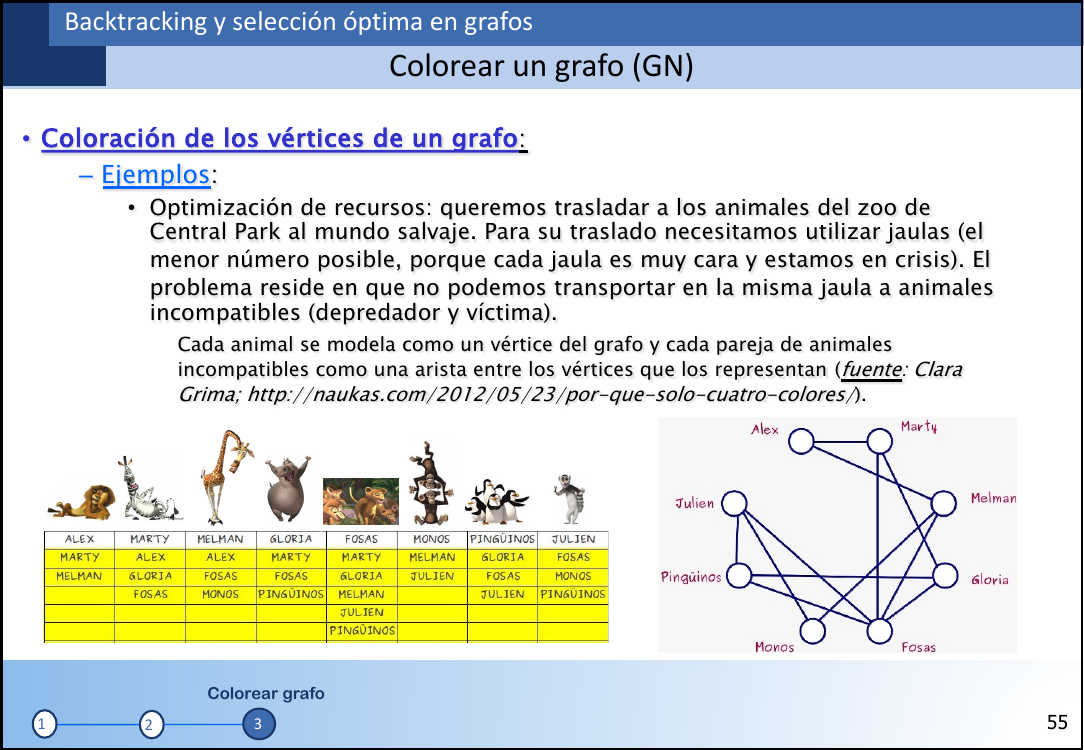 Backtracking y selección óptima en grafos
Colorear un grafo (GN)
• Coloración de los vértices de un grafo:
– Ejemplos:
• Optimización de recursos: queremos trasladar a los animales del zoo de
Central Park al mundo salvaje. Para su traslado necesitamos utilizar jaulas (el
menor número posible, porque cada jaula es muy cara y estamos en crisis). El
problema reside en que no podemos transportar en la misma jaula a animales
incompatibles (depredador y víctima).
Cada animal se modela como un vértice del grafo y cada pareja de animales
incompatibles como una arista entre los vértices que los representan (fuente: Clara
Grima; http://naukas.com/2012/05/23/por-que-solo-cuatro-colores/).
ALEX MARTY MELMAN GLORIA FOSAS MONOS PINGÜINOS JULIEN
MARTY ALEX ALEX MARTY MARTY MELMAN GLORIA FOSAS
MELMAN GLORIA FOSAS FOSAS GLORIA JULIEN FOSAS MONOS
FOSAS MONOS PINGÜINOS MELMAN JULIEN PINGÜINOS
JULIEN
PINGÜINOS
Alex
Marty
Julien
Melman
Pingüinos
Gloria
Monos
Fosas
Colorear grafo
1 2 3
55